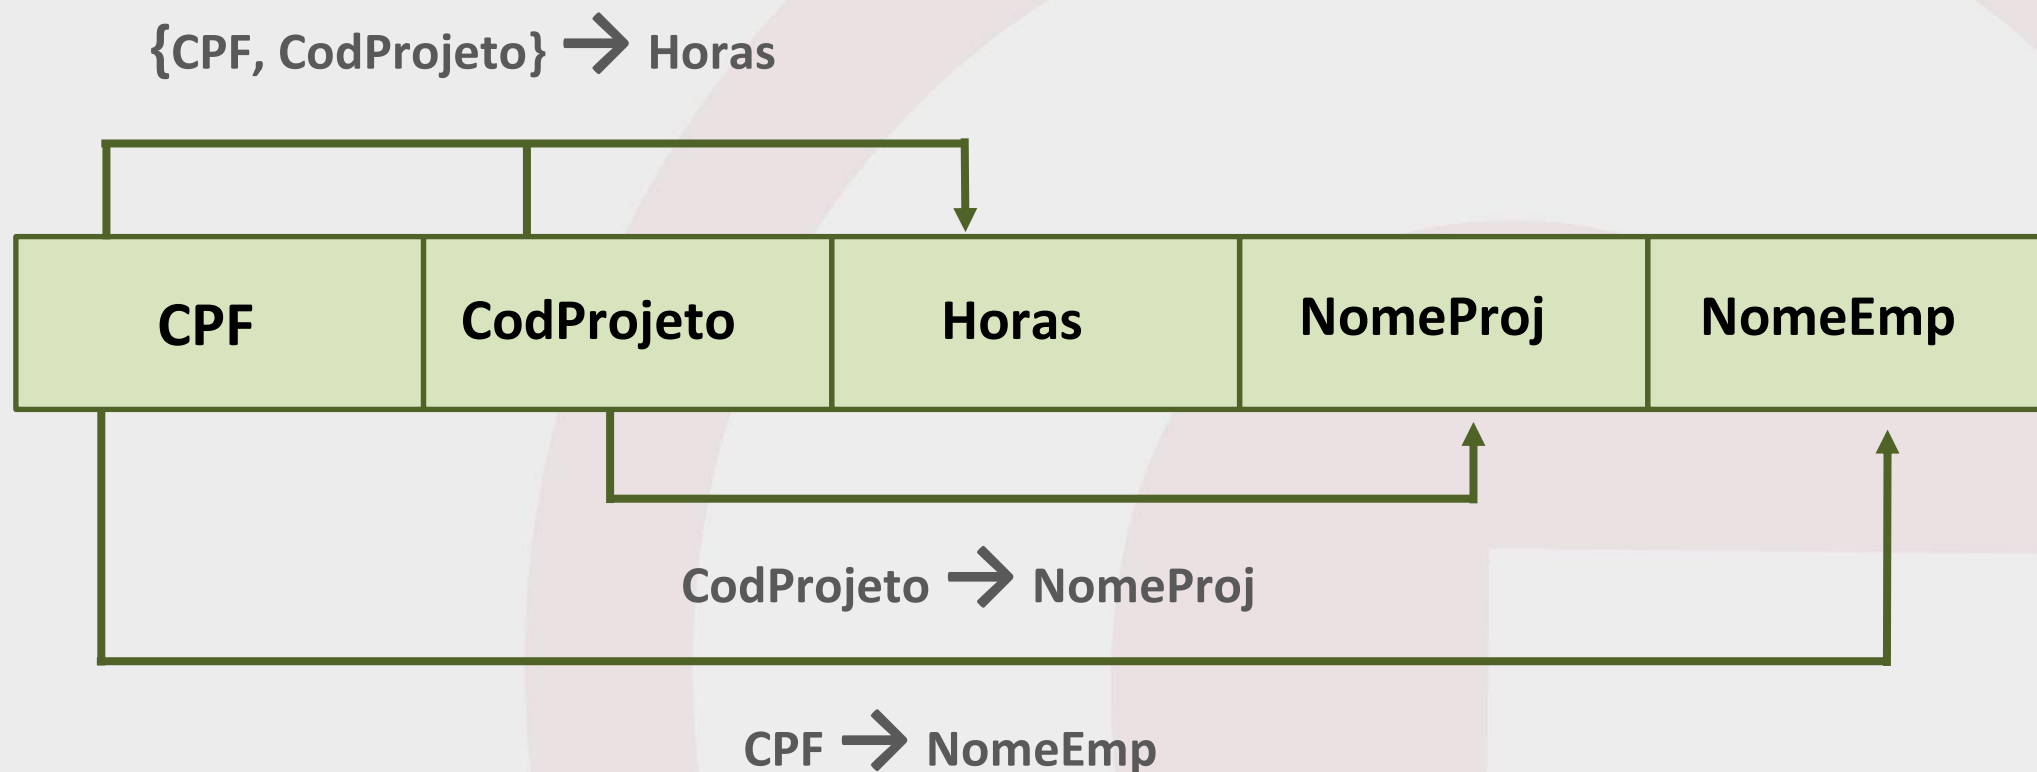 {CPF, CodProjeto} → Horas
CPF CodProjeto Horas NomeProj NomeEmp
CodProjeto → NomeProj
CPF → NomeEmp